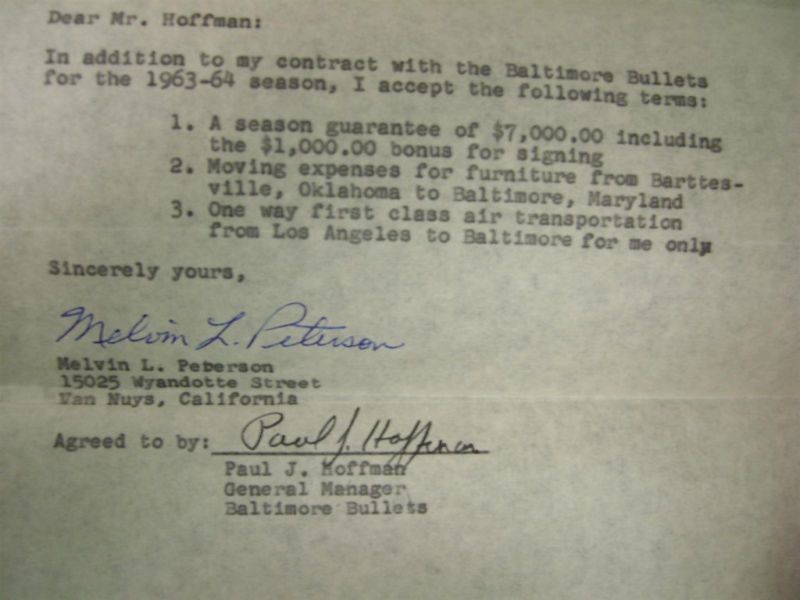 Dear Mr. Hoffman:
In addition to my contract with the Baltimore Bullets
for the 1963-64 season, I accept the following terms:
1. A season guarantee of $7,000.00 including
the $1,000.00 bonus for signing
2. Moving expenses for furniture from Barttes-
ville, Oklahoma to Baltimore, Maryland
3. One way first class air transportation
from Los Angeles to Baltimore for me only
Sincerely yours,
Melvin L. Peterson
Melvin L. Peterson
15025 Wyandotte Street
Van Nuys, California
Agreed to by: Paul J. Hoffman
Paul J. Hoffman
General Manager
Baltimore Bullets